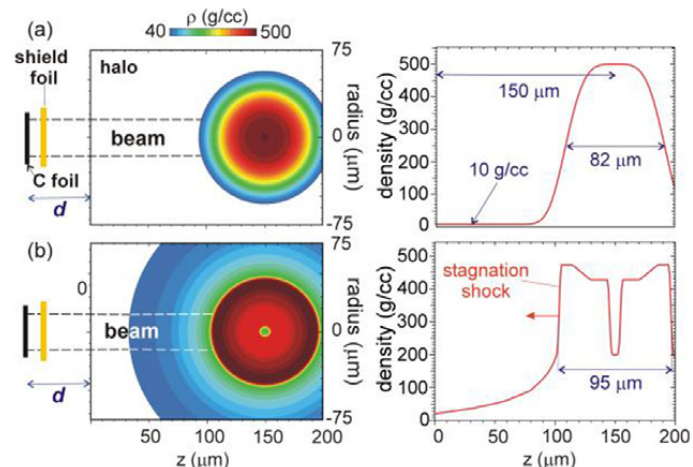 (a)
ρ (g/cc)
40
500
shield
foil
halo
beam
C foil
d
75
0
-75
radius (μm)
500
400
300
200
100
0
density (g/cc)
150 μm
82 μm
10 g/cc
(b)
0
beam
d
75
0
-75
radius (μm)
50
100
150
200
z (μm)
500
400
300
200
100
0
density (g/cc)
stagnation
shock
95 μm
0
50
100
150
200
z (μm)